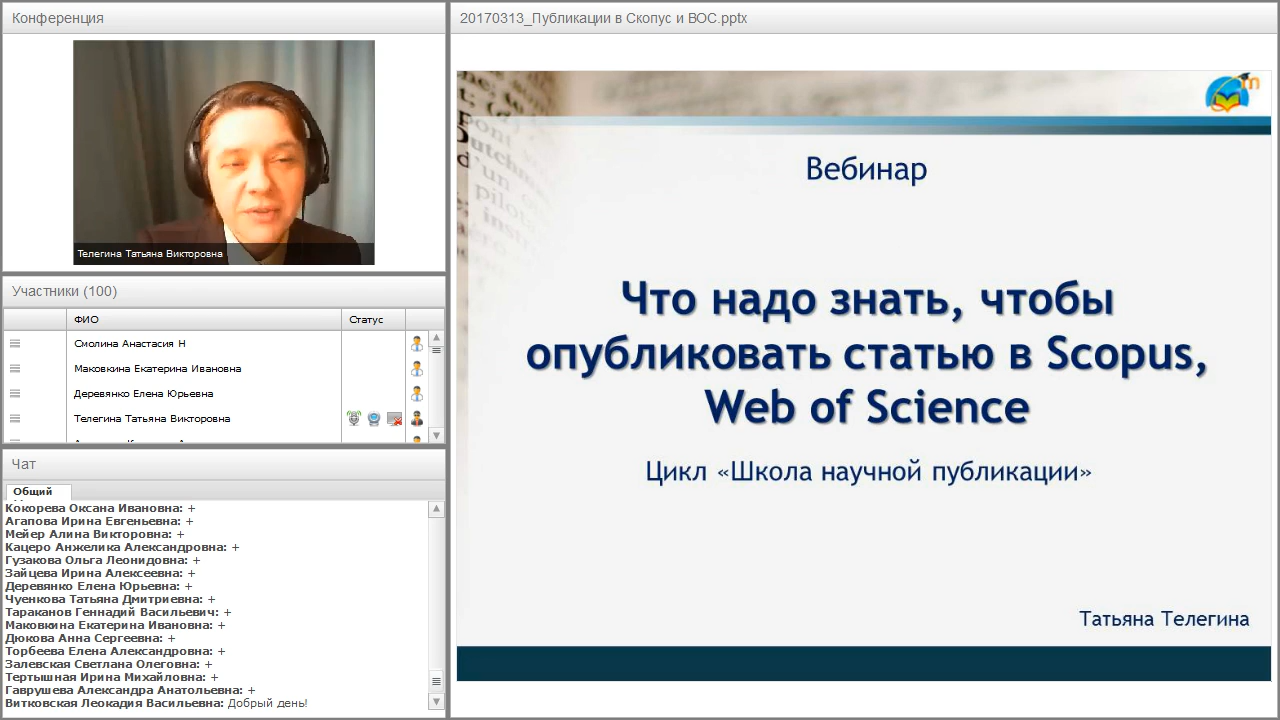 Конференция
Телегина Татьяна Викторовна
Участники (100)
ФИО Статус
Смолина Анастасия Н
Маковкина Екатерина Ивановна
Деревянко Елена Юрьевна
Телегина Татьяна Викторовна
Чат
Общий
Кокорева Оксана Ивановна: +
Агапова Ирина Евгеньевна: +
Мейер Алина Викторовна: +
Кацеро Анжелика Александровна: +
Гузакова Ольга Леонидовна: +
Зайцева Ирина Алексеевна: +
Деревянко Елена Юрьевна: +
Чуенкова Татьяна Дмитриевна: +
Тараканов Геннадий Васильевич: +
Маковкина Екатерина Ивановна: +
Дюкова Анна Сергеевна: +
Торбеева Елена Александровна: +
Залевская Светлана Олеговна: +
Тертышная Ирина Михайловна: +
Гаврушева Александра Анатольевна: +
Витковская Леокадия Васильевна: Добрый день!
20170313_Публикации в Скопус и ВОС.pptx
Вебинар
Что надо знать, чтобы
опубликовать статью в Scopus,
Web of Science
Цикл «Школа научной публикации»
Татьяна Телегина